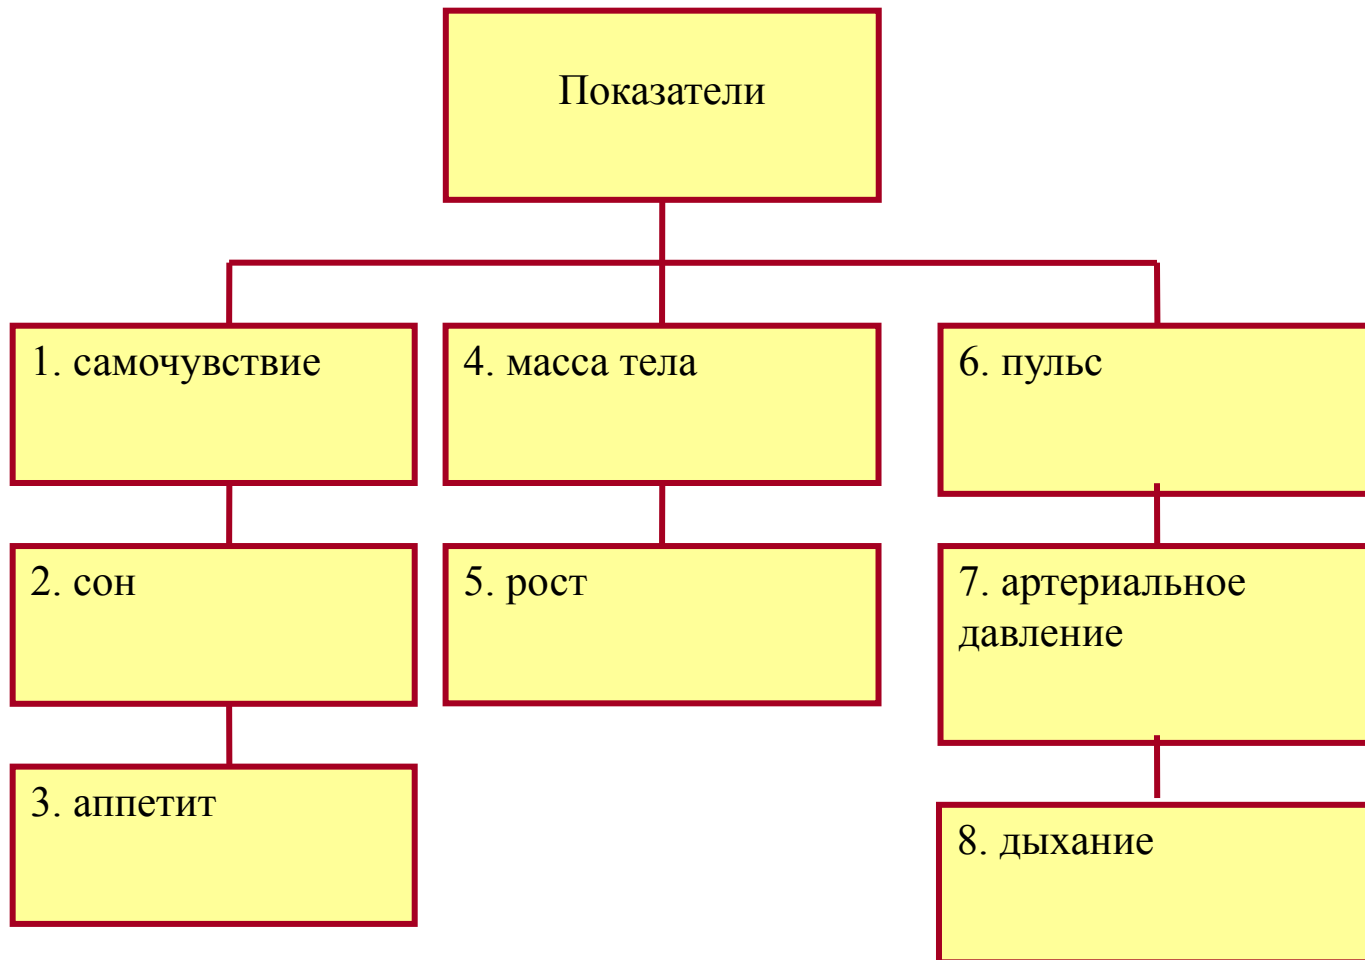 Показатели
1. самочувствие
2. сон
3. аппетит
4. масса тела
5. рост
6. пульс
7. артериальное
давление
8. дыхание